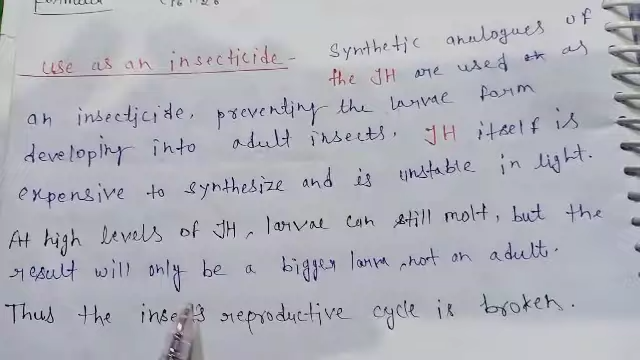 Use as an insecticide - Synthetic analogues of
the JH are used as
an insecticide, preventing the larvae form
developing into adult insects. JH itself is
expensive to synthesize and is unstable in light.
At high levels of JH, larvae can still molt, but the
result will only be a bigger larva, not an adult.
Thus the insect's reproductive cycle is broken.